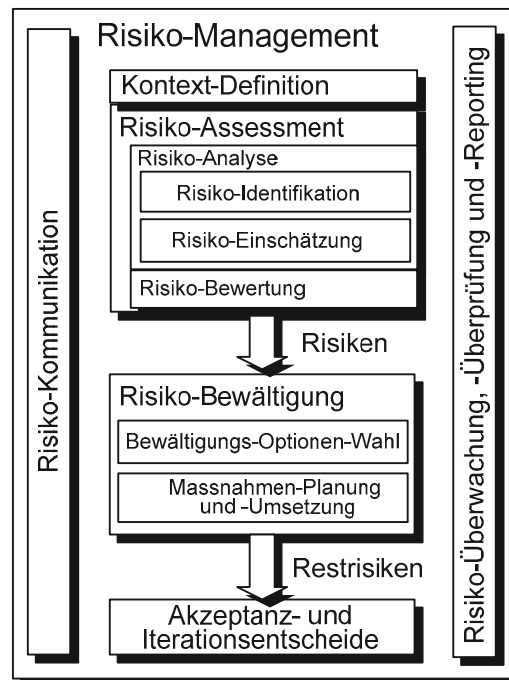 Risiko-Management
Risiko-Kommunikation
Kontext-Definition
Risiko-Assessment
Risiko-Analyse
Risiko-Identifikation
Risiko-Einschätzung
Risiko-Bewertung
Risiken
Risiko-Bewältigung
Bewältigungs-Optionen-Wahl
Massnahmen-Planung
und -Umsetzung
Restrisiken
Akzeptanz- und
Iterationsentscheide
Risiko-Überwachung, -Überprüfung und -Reporting